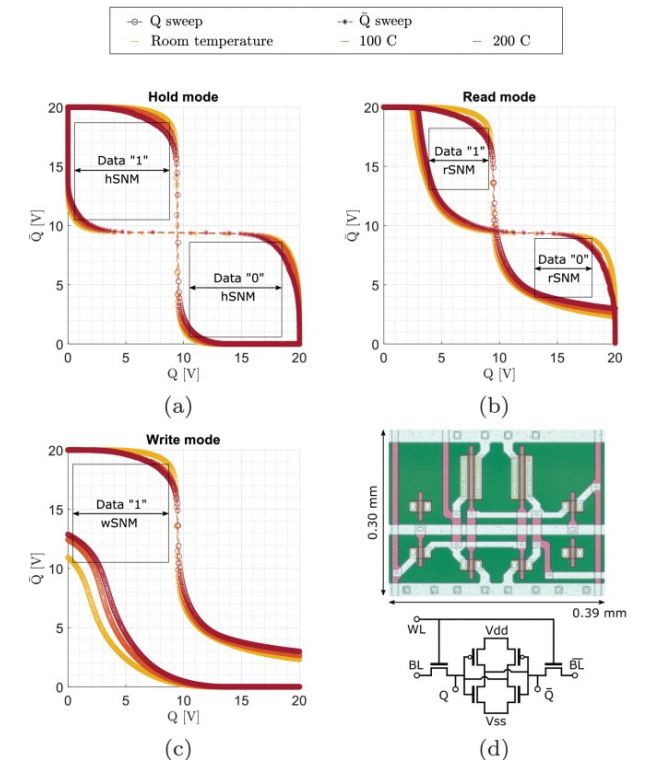 Q sweep
Q̄ sweep
Room temperature
100 C
200 C
Hold mode
20
15
10
5
0
Q̄ [V]
Data "1"
hSNM
Data "0"
hSNM
0 5 10 15 20
Q [V]
(a)
Read mode
20
15
10
5
0
Q̄ [V]
Data "1"
rSNM
Data "0"
rSNM
0 5 10 15 20
Q [V]
(b)
Write mode
20
15
10
5
0
Q̄ [V]
Data "1"
wSNM
0 5 10 15 20
Q [V]
(c)
0.30 mm
0.39 mm
WL
Vdd
BL
B̄L̄
Q
Q̄
Vss
(d)